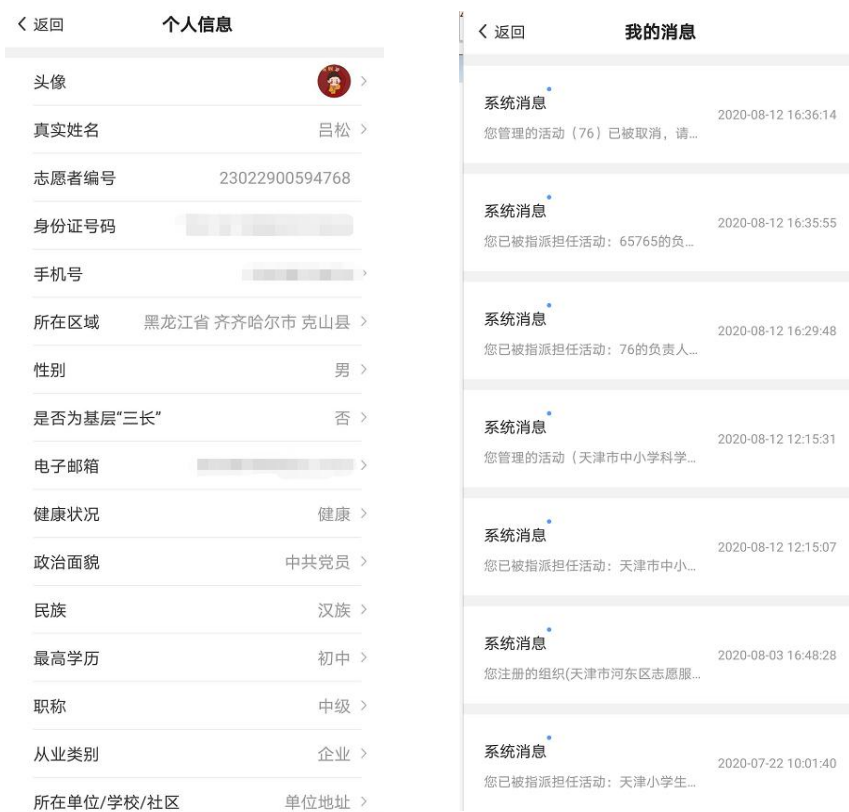 返回
个人信息
头像
真实姓名
吕松
志愿者编号
23022900594768
身份证号码
手机号
所在区域
黑龙江省 齐齐哈尔市 克山县
性别
男
是否为基层“三长”
否
电子邮箱
健康状况
健康
政治面貌
中共党员
民族
汉族
最高学历
初中
职称
中级
从业类别
企业
所在单位/学校/社区
单位地址
返回
我的消息
系统消息
2020-08-12 16:36:14
您管理的活动（76）已被取消，请...
系统消息
2020-08-12 16:35:55
您已被指派担任活动：65765的负...
系统消息
2020-08-12 16:29:48
您已被指派担任活动：76的负责人...
系统消息
2020-08-12 12:15:31
您管理的活动（天津市中小学科学...
系统消息
2020-08-12 12:15:07
您已被指派担任活动：天津市中小...
系统消息
2020-08-03 16:48:28
您注册的组织(天津市河东区志愿服...
系统消息
2020-07-22 10:01:40
您已被指派担任活动：天津小学生...